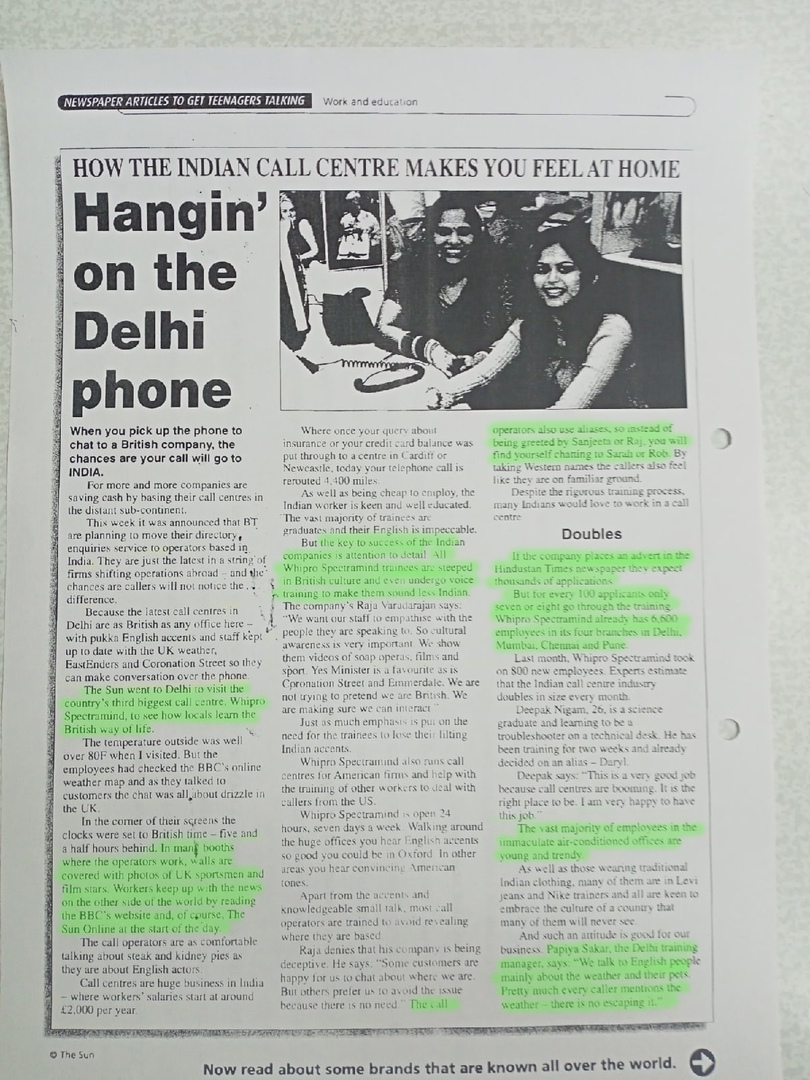 NEWSPAPER ARTICLES TO GET TEENAGERS TALKING Work and education
HOW THE INDIAN CALL CENTRE MAKES YOU FEEL AT HOME
Hangin'
on the
Delhi
phone
When you pick up the phone to
chat to a British company, the
chances are your call will go to
INDIA.
For more and more companies are
saving cash by basing their call centres in
the distant sub-continent.
This week it was announced that BT
are planning to move their directory
enquiries service to operators based in
India. They are just the latest in a string of
firms shifting operations abroad – and the
chances are callers will not notice the
difference.
Because the latest call centres in
Delhi are as British as any office here –
with pukka English accents and staff kept
up to date with the UK weather,
EastEnders and Coronation Street so they
can make conversation over the phone.
The Sun went to Delhi to visit the
country's third biggest call centre, Whipro
Spectramind, to see how locals learn the
British way of life.
The temperature outside was well
over 80F when I visited. But the
employees had checked the BBC's online
weather map and as they talked to
customers the chat was all about drizzle in
the UK.
In the corner of their screens the
clocks were set to British time – five and
a half hours behind. In many booths
where the operators work, walls are
covered with photos of UK sportsmen and
film stars. Workers keep up with the news
on the other side of the world by reading
the BBC's website and, of course, The
Sun Online at the start of the day.
The call operators are as comfortable
talking about steak and kidney pies as
they are about English actors.
Call centres are huge business in India
– where workers' salaries start at around
£2,000 per year.
Where once your query about
insurance or your credit card balance was
put through to a centre in Cardiff or
Newcastle, today your telephone call is
rerouted 4,400 miles.
As well as being cheap to employ, the
Indian worker is keen and well educated.
The vast majority of trainees are
graduates and their English is impeccable.
But the key to success of the Indian
companies is attention to detail. All
Whipro Spectramind trainees are steeped
in British culture and even undergo voice
training to make them sound less Indian.
The company's Raja Varadarajan says:
"We want our staff to empathise with the
people they are speaking to. So cultural
awareness is very important. We show
them videos of soap operas, films and
sport. Yes Minister is a favourite as is
Coronation Street and Emmerdale. We are
not trying to pretend we are British. We
are making sure we can interact."
Just as much emphasis is put on the
need for the trainees to lose their lilting
Indian accents.
Whipro Spectramind also runs call
centres for American firms and help with
the training of other workers to deal with
callers from the US.
Whipro Spectramind is open 24
hours, seven days a week. Walking around
the huge offices you hear English accents
so good you could be in Oxford. In other
areas you hear convincing American
tones.
Apart from the accents and
knowledgeable small talk, most call
operators are trained to avoid revealing
where they are based.
Raja denies that his company is being
deceptive. He says: "Some customers are
happy for us to chat about where we are.
But others prefer us to avoid the issue
because there is no need." The call
operators also use aliases, so instead of
being greeted by Sanjeeta or Raj, you will
find yourself chatting to Sarah or Rob. By
taking Western names the callers also feel
like they are on familiar ground.
Despite the rigorous training process,
many Indians would love to work in a call
centre.
Doubles
If the company places an advert in the
Hindustan Times newspaper they expect
thousands of applications.
But for every 100 applicants only
seven or eight go through the training.
Whipro Spectramind already has 6,600
employees in its four branches in Delhi,
Mumbai, Chennai and Pune.
Last month, Whipro Spectramind took
on 800 new employees. Experts estimate
that the Indian call centre industry
doubles in size every month.
Deepak Nigam, 26, is a science
graduate and learning to be a
troubleshooter on a technical desk. He has
been training for two weeks and already
decided on an alias – Daryl.
Deepak says: "This is a very good job
because call centres are booming. It is the
right place to be. I am very happy to have
this job."
The vast majority of employees in the
immaculate air-conditioned offices are
young and trendy.
As well as those wearing traditional
Indian clothing, many of them are in Levi
jeans and Nike trainers and all are keen to
embrace the culture of a country that
many of them will never see.
And such an attitude is good for our
business. Papiya Sakar, the Delhi training
manager, says: "We talk to English people
mainly about the weather and their pets.
Pretty much every caller mentions the
weather – there is no escaping it."
© The Sun
Now read about some brands that are known all over the world.